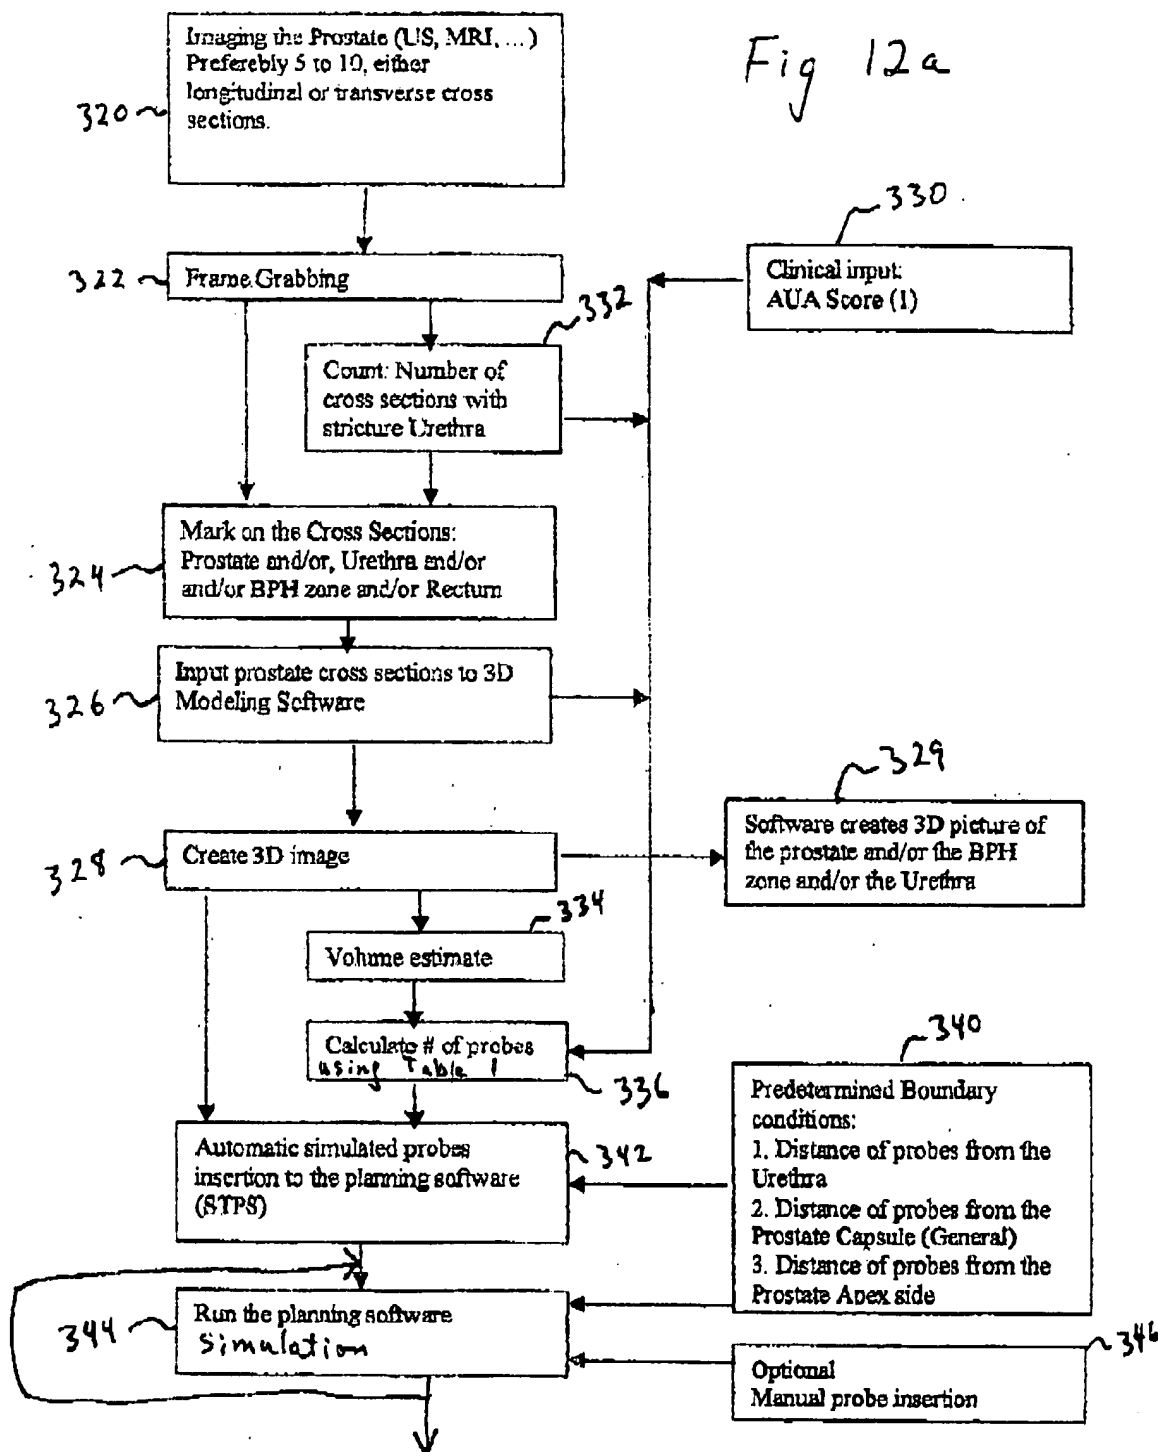 Fig 12a
Imaging the Prostate (US, MRI, ...)
Preferebly 5 to 10, either
longitudinal or transverse cross
sections.
320
330
322
Frame Grabbing
Clinical input:
AUA Score (1)
332
Count: Number of
cross sections with
stricture Urethra
324
Mark on the Cross Sections:
Prostate and/or, Urethra and/or
and/or BPH zone and/or Rectum
326
Input prostate cross sections to 3D
Modeling Software
329
328
Create 3D image
Software creates 3D picture of
the prostate and/or the BPH
zone and/or the Urethra
334
Volume estimate
Calculate # of probes
using Table 1
336
340
Predetermined Boundary
conditions:
1. Distance of probes from the
Urethra
2. Distance of probes from the
Prostate Capsule (General)
3. Distance of probes from the
Prostate Apex side
Automatic simulated probes
insertion to the planning software
(STPS)
342
344
Run the planning software
Simulation
346
Optional
Manual probe insertion